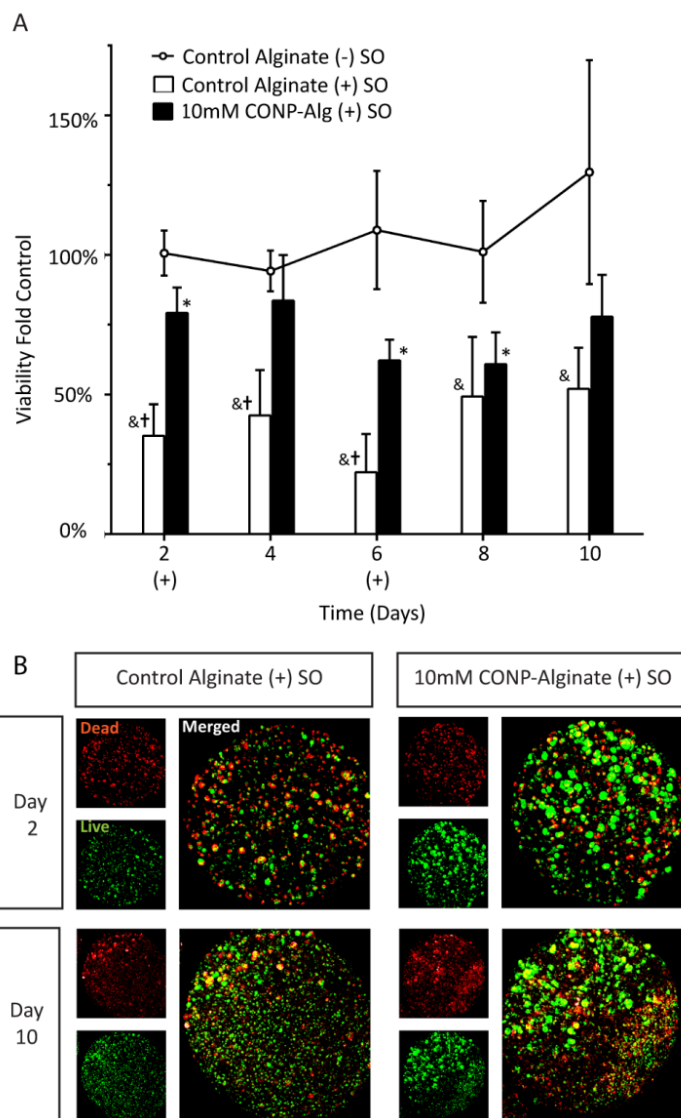 A
Control Alginate (-) SO
Control Alginate (+) SO
10mM CONP-Alg (+) SO
Viability Fold Control
150%
100%
50%
0%
&†
*
&†
&†
*
&
*
&
2
4
6
8
10
(+)
(+)
Time (Days)
B
Control Alginate (+) SO
10mM CONP-Alginate (+) SO
Day
2
Dead
Merged
Live
Day
10